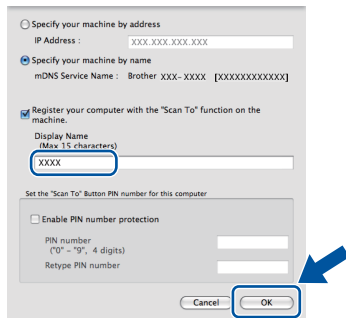 Specify your machine by address
IP Address : XXX.XXX.XXX.XXX
Specify your machine by name
mDNS Service Name : Brother XXX-XXXX [XXXXXXXXXXXX]
Register your computer with the "Scan To" function on the
machine.
Display Name
(Max 15 characters)
XXXX
Set the "Scan To" Button PIN number for this computer
Enable PIN number protection
PIN number
("0" – "9", 4 digits)
Retype PIN number
Cancel OK